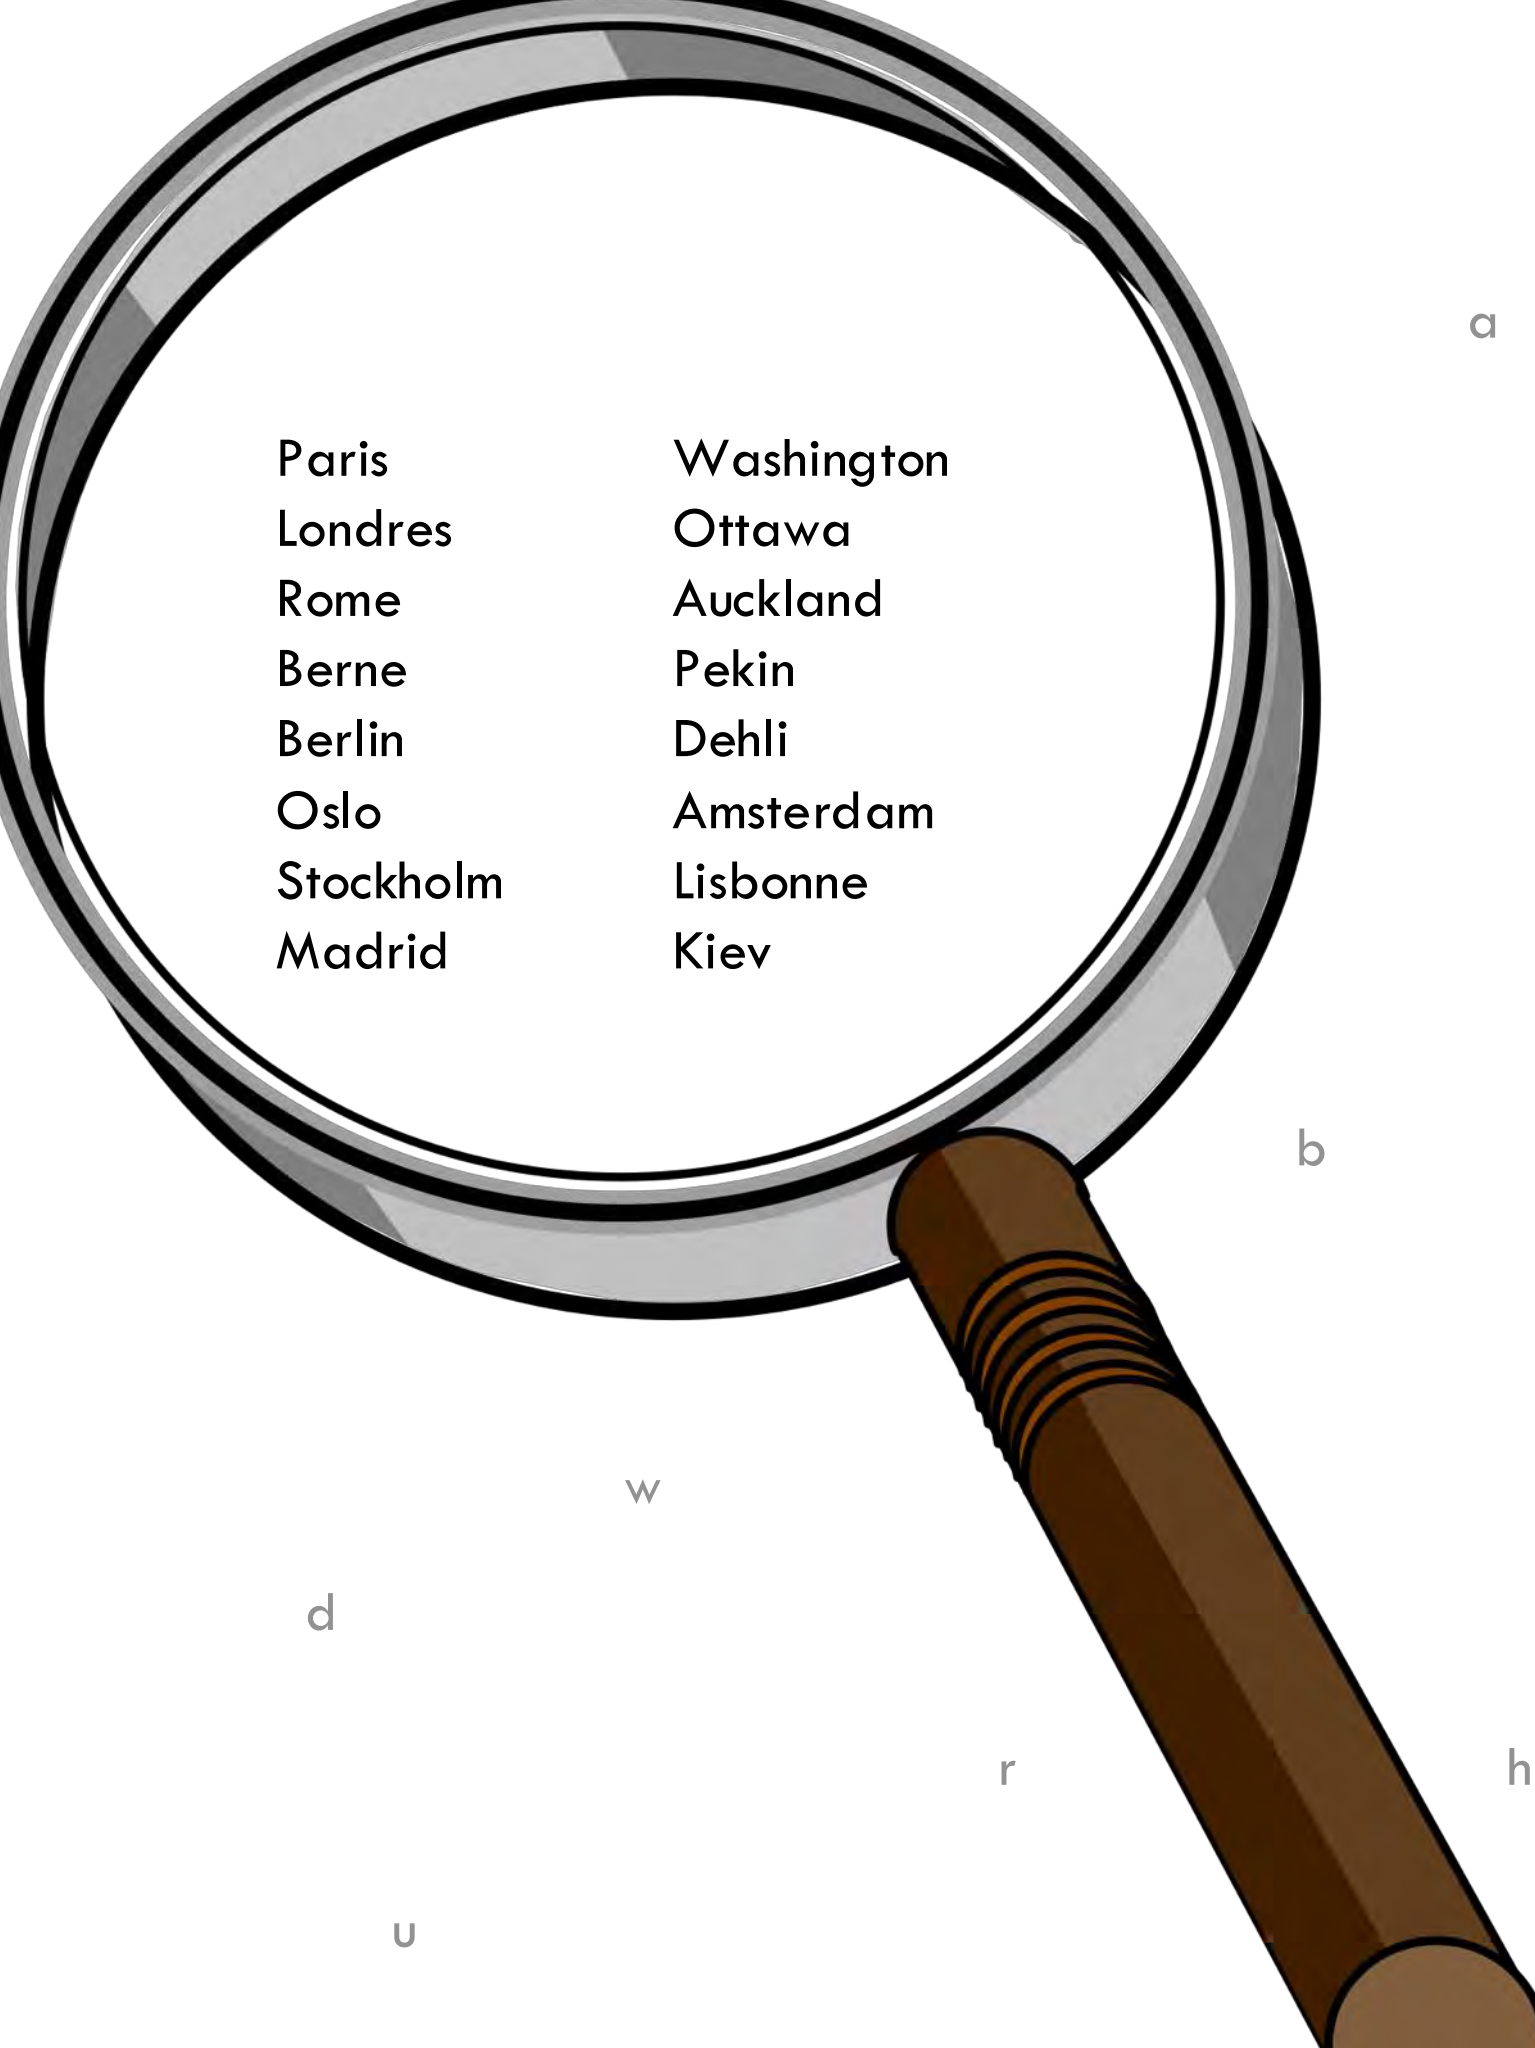 a
Paris Washington
Londres Ottawa
Rome Auckland
Berne Pekin
Berlin Dehli
Oslo Amsterdam
Stockholm Lisbonne
Madrid Kiev
b
w
d
r h
u